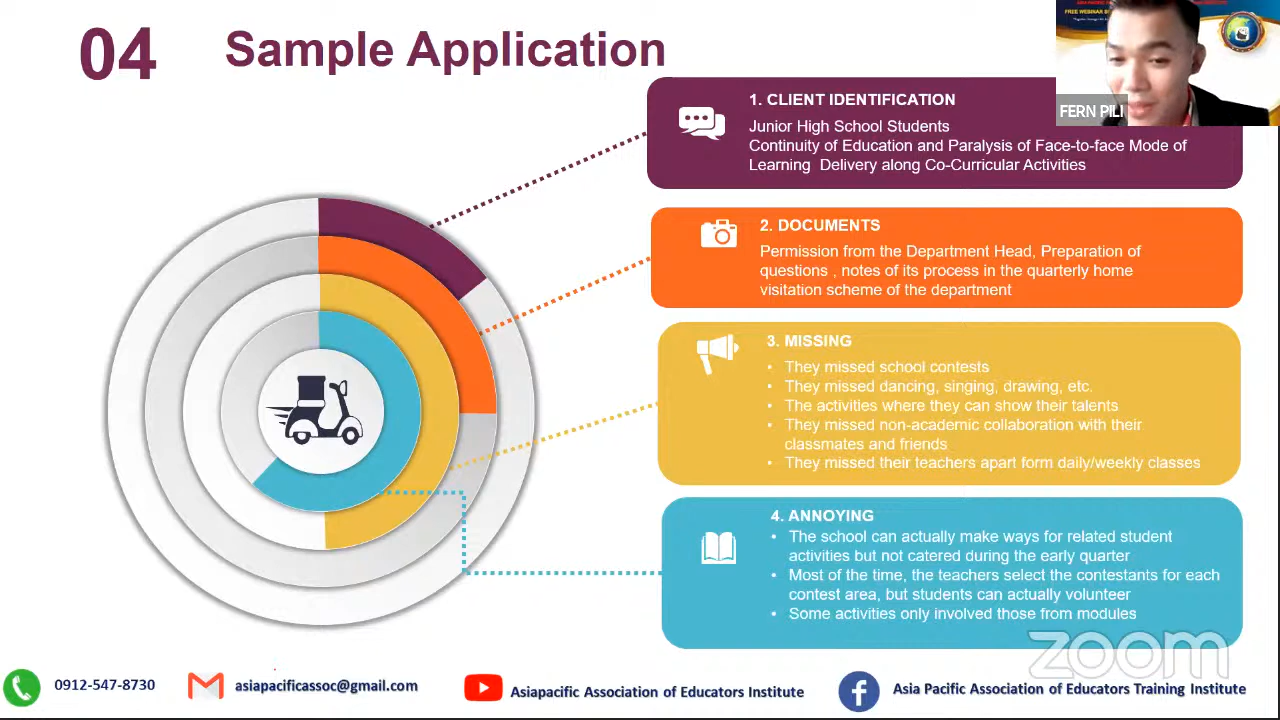 04 Sample Application
FREE WEBINAR
FERN PILI
1. CLIENT IDENTIFICATION
Junior High School Students
Continuity of Education and Paralysis of Face-to-face Mode of
Learning Delivery along Co-Curricular Activities
2. DOCUMENTS
Permission from the Department Head, Preparation of
questions , notes of its process in the quarterly home
visitation scheme of the department
3. MISSING
• They missed school contests
• They missed dancing, singing, drawing, etc.
• The activities where they can show their talents
• They missed non-academic collaboration with their
classmates and friends
• They missed their teachers apart form daily/weekly classes
4. ANNOYING
• The school can actually make ways for related student
activities but not catered during the early quarter
• Most of the time, the teachers select the contestants for each
contest area, but students can actually volunteer
• Some activities only involved those from modules
zoom
0912-547-8730
asiapacificassoc@gmail.com
Asiapacific Association of Educators Institute
Asia Pacific Association of Educators Training Institute